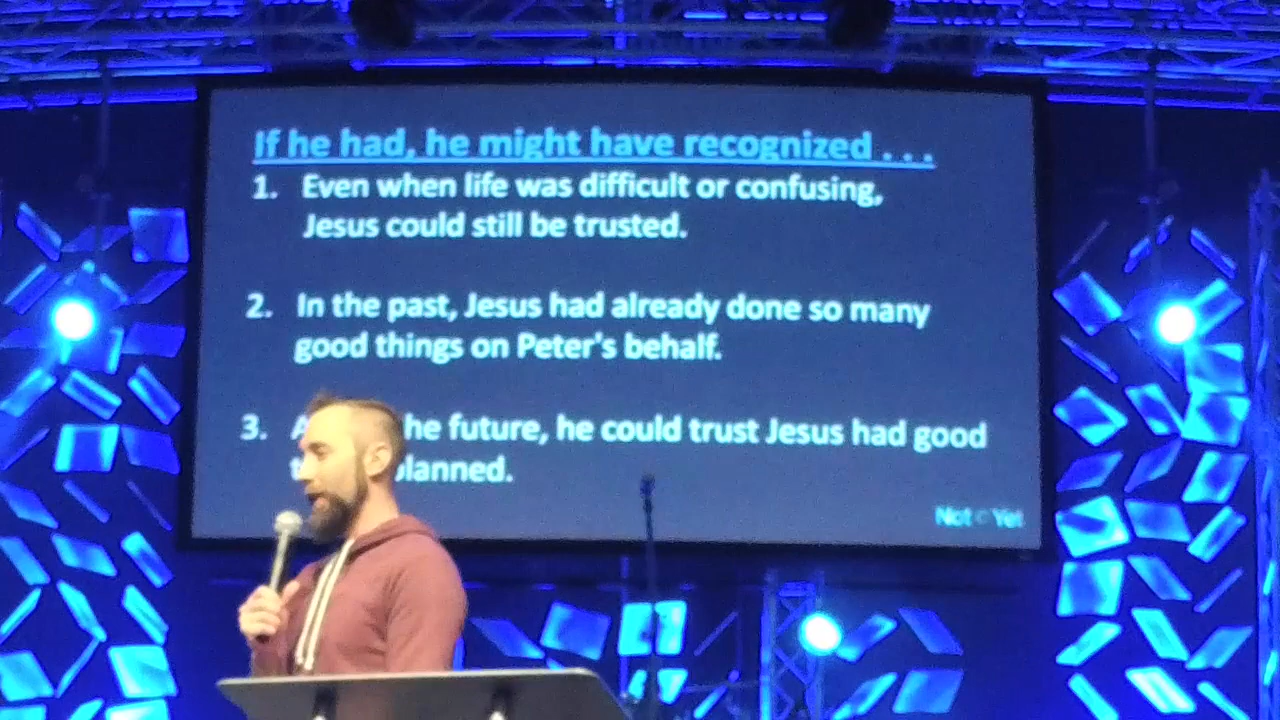 If he had, he might have recognized . . .
1. Even when life was difficult or confusing,
Jesus could still be trusted.
2. In the past, Jesus had already done so many
good things on Peter's behalf.
3. he future, he could trust Jesus had good
planned.
Not Yet